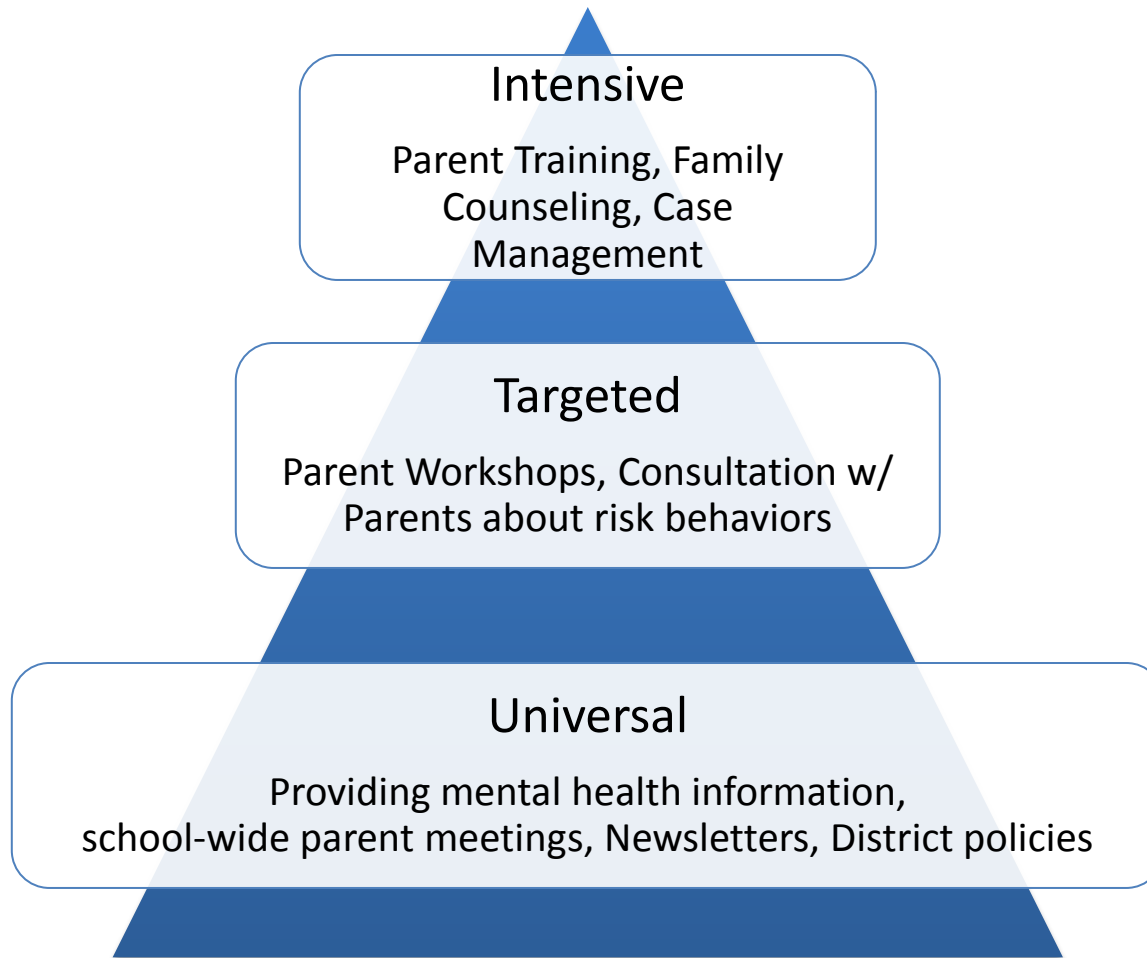 Intensive
Parent Training, Family
Counseling, Case
Management
Targeted
Parent Workshops, Consultation w/
Parents about risk behaviors
Universal
Providing mental health information,
school-wide parent meetings, Newsletters, District policies